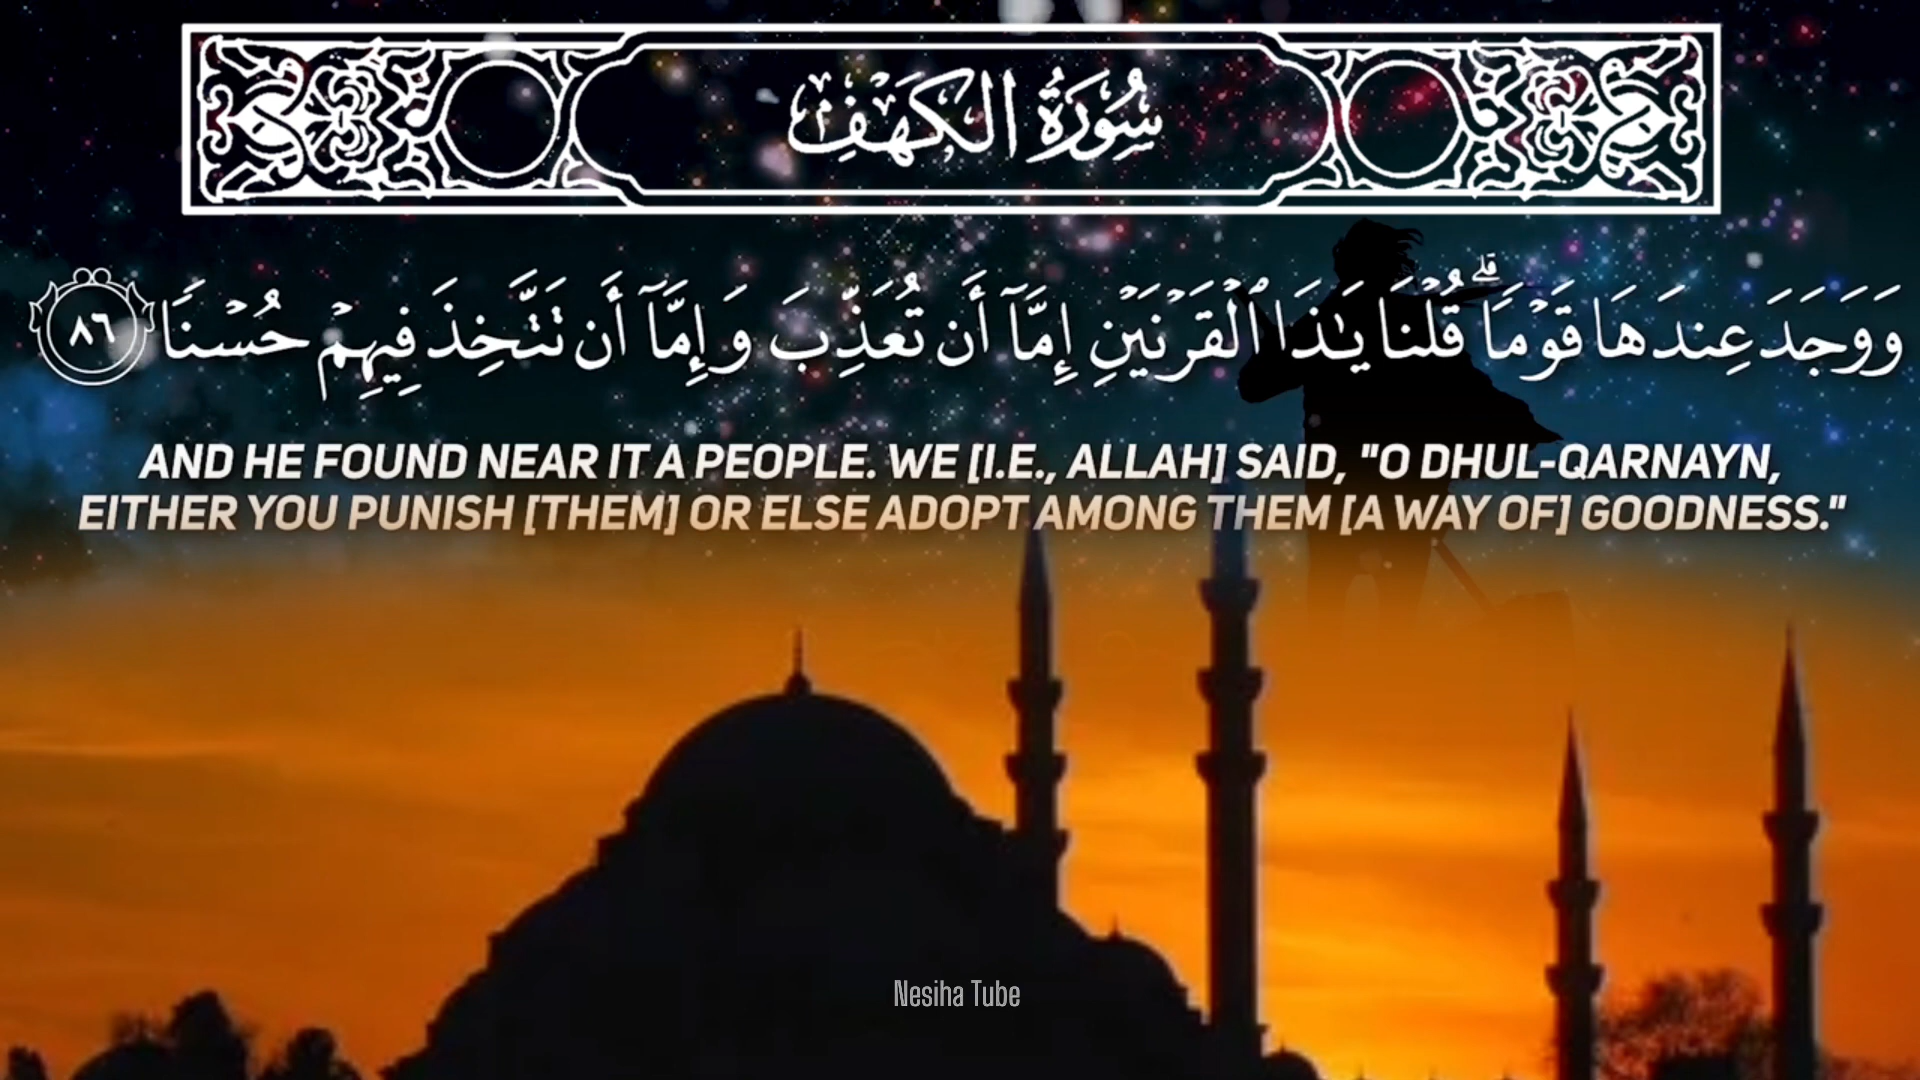 سُورَةُ الكَهْفِ
وَوَجَدَ عِندَهَا قَوْمًا ۗ قُلْنَا يَٰذَا ٱلْقَرْنَيْنِ إِمَّآ أَن تُعَذِّبَ وَإِمَّآ أَن تَتَّخِذَ فِيهِمْ حُسْنًا ٨٦
AND HE FOUND NEAR IT A PEOPLE. WE [I.E., ALLAH] SAID, "O DHUL-QARNAYN,
EITHER YOU PUNISH [THEM] OR ELSE ADOPT AMONG THEM [A WAY OF] GOODNESS."
Nesiha Tube